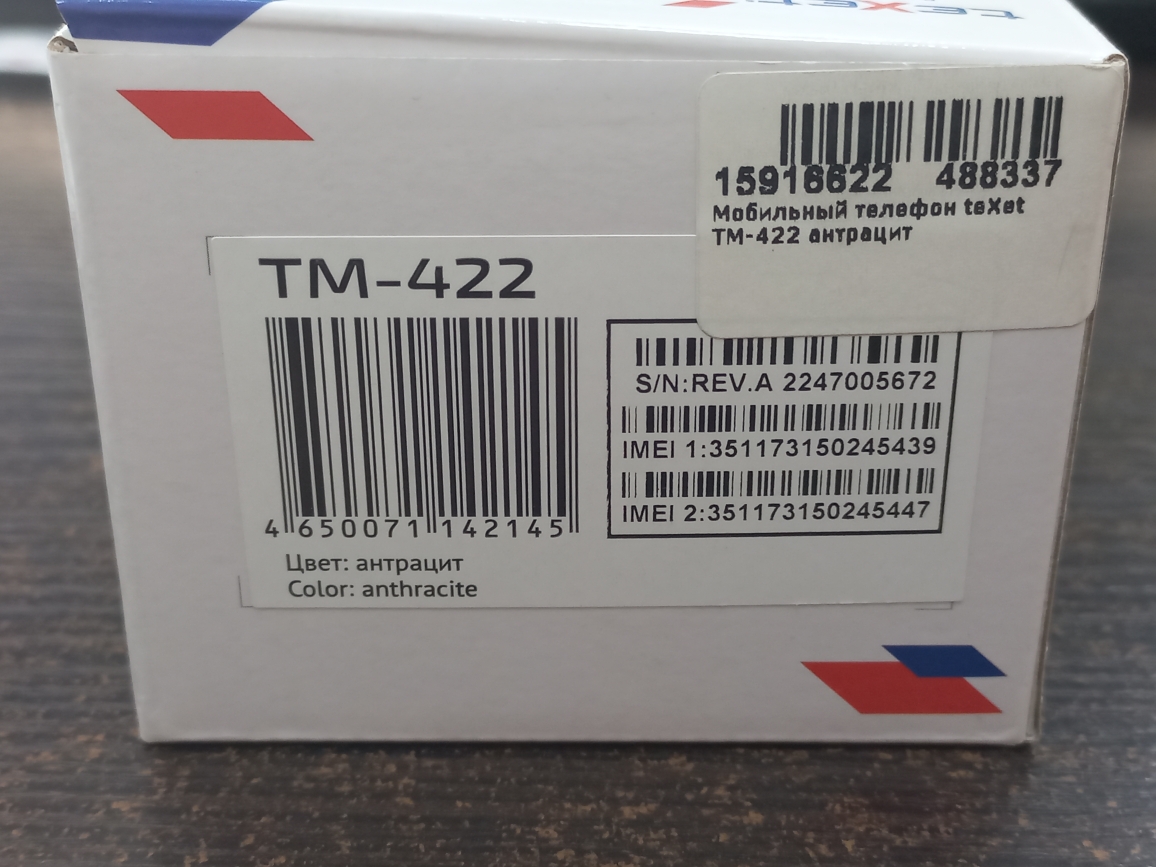 teXet
15916622 488337
Мобильный телефон teXet
TM-422 антрацит
TM-422
S/N:REV.A 2247005672
IMEI 1:351173150245439
IMEI 2:351173150245447
4 650071 142145
Цвет: антрацит
Color: anthracite